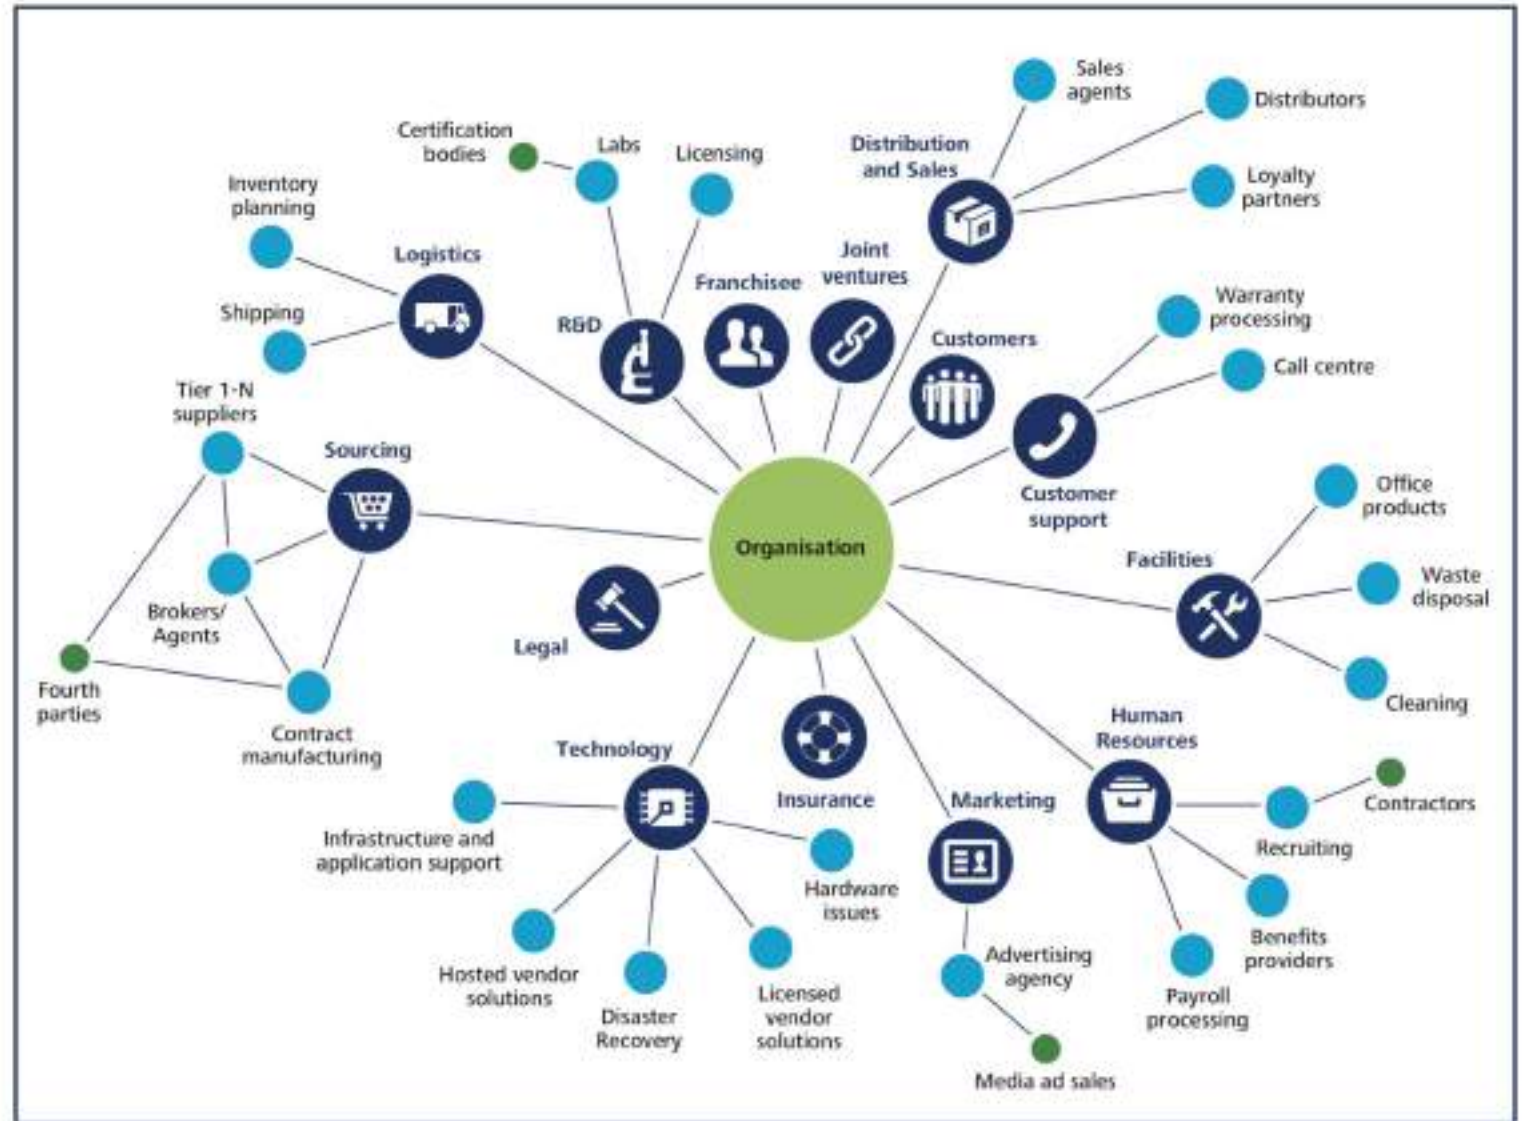 Sales
agents
Distributors
Distribution
and Sales
Loyalty
partners
Certification
bodies
Labs
Licensing
Inventory
planning
Logistics
Shipping
R&D
Franchisee
Joint
ventures
Customers
Warranty
processing
Call centre
Customer
support
Tier 1-N
suppliers
Sourcing
Brokers/
Agents
Fourth
parties
Contract
manufacturing
Organisation
Legal
Facilities
Office
products
Waste
disposal
Cleaning
Human
Resources
Contractors
Recruiting
Benefits
providers
Payroll
processing
Technology
Insurance
Marketing
Infrastructure and
application support
Hardware
issues
Hosted vendor
solutions
Disaster
Recovery
Licensed
vendor
solutions
Advertising
agency
Media ad sales